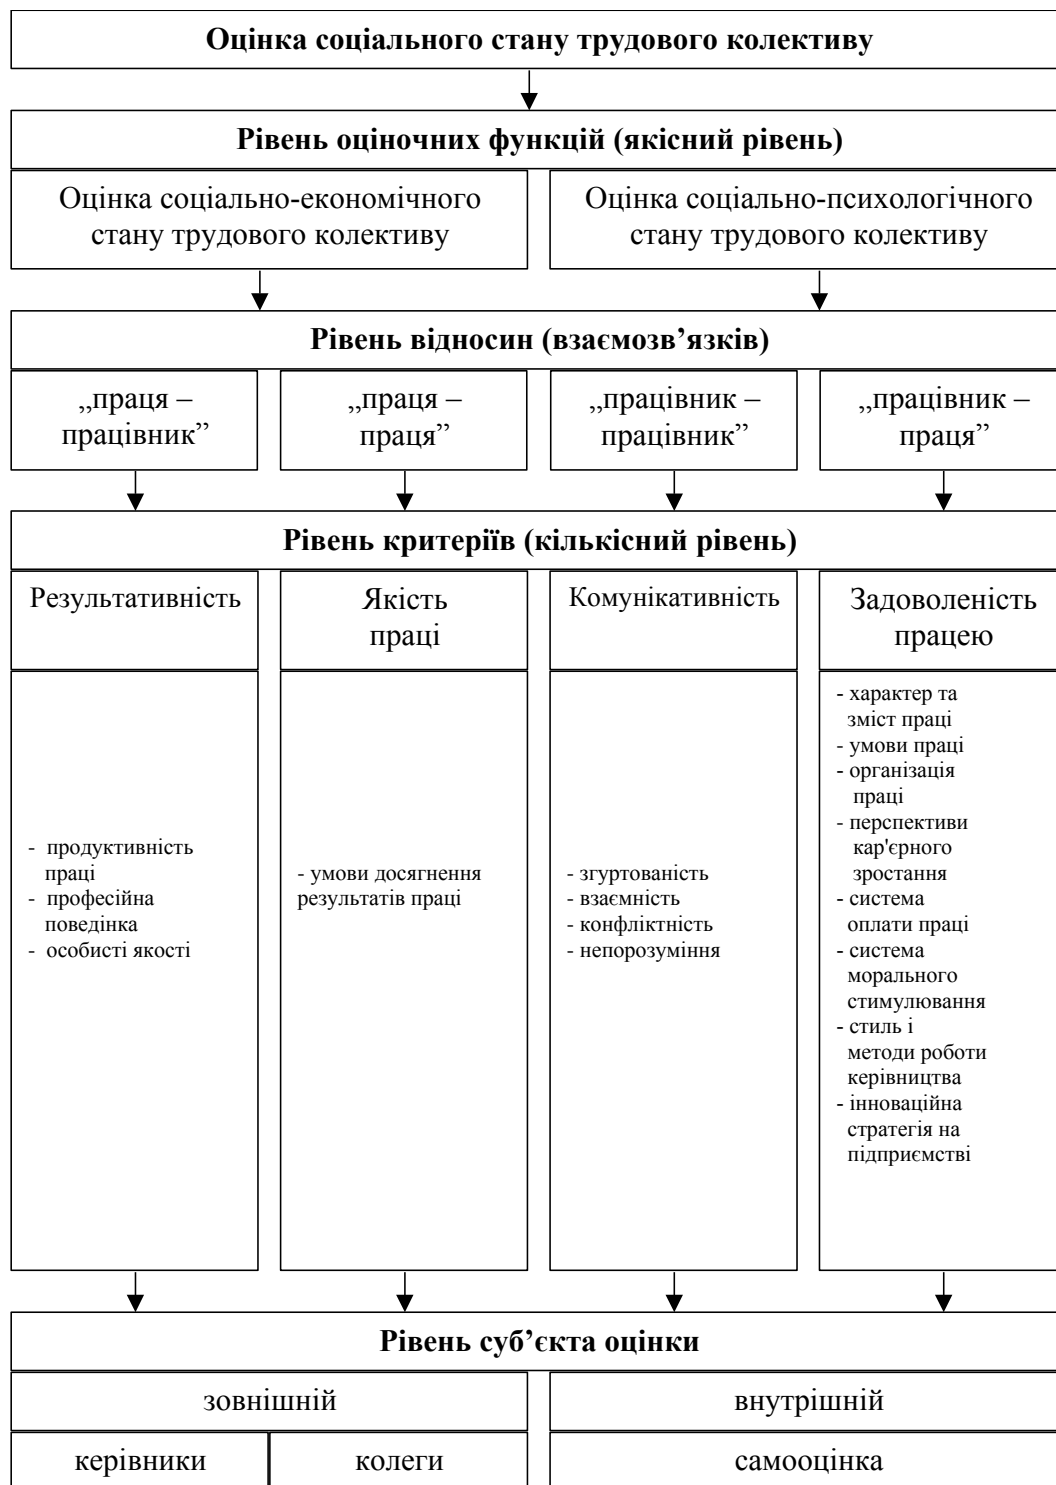 Оцінка соціального стану трудового колективу
Рівень оціночних функцій (якісний рівень)
Оцінка соціально-економічного
стану трудового колективу
Оцінка соціально-психологічного
стану трудового колективу
Рівень відносин (взаємозв’язків)
„праця –
працівник”
„праця –
праця”
„працівник –
працівник”
„працівник –
праця”
Рівень критеріїв (кількісний рівень)
Результативність
Якість
праці
Комунікативність
Задоволеність
працею
- продуктивність
праці
- професійна
поведінка
- особисті якості
- умови досягнення
результатів праці
- згуртованість
- взаємність
- конфліктність
- непорозуміння
- характер та
зміст праці
- умови праці
- організація
праці
- перспективи
кар'єрного
зростання
- система
оплати праці
- система
морального
стимулювання
- стиль і
методи роботи
керівництва
- інноваційна
стратегія на
підприємстві
Рівень суб’єкта оцінки
зовнішній
внутрішній
керівники
колеги
самооцінка